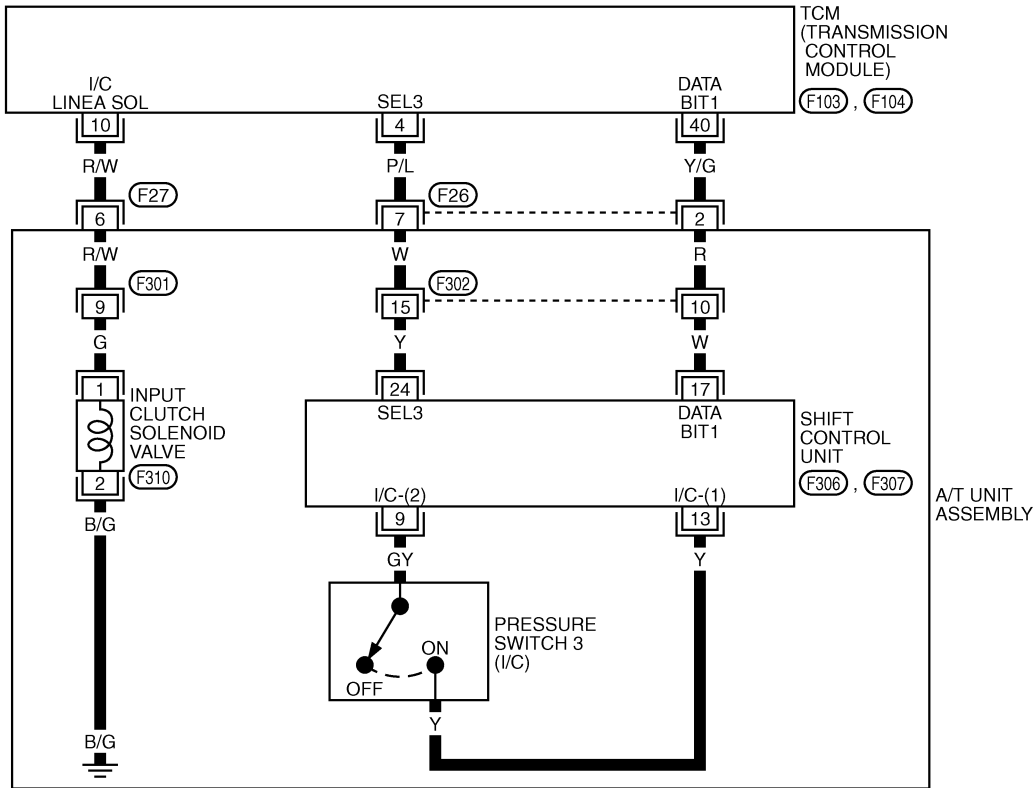 TCM
(TRANSMISSION
CONTROL
MODULE)
F103 , F104
I/C
LINEA SOL
SEL3
DATA
BIT1
10
4
40
R/W
P/L
Y/G
F27
F26
6
7
2
R/W
W
R
F301
F302
9
15
10
G
Y
W
1
24
17
INPUT
CLUTCH
SOLENOID
VALVE
F310
2
SEL3
DATA
BIT1
SHIFT
CONTROL
UNIT
F306 , F307
A/T UNIT
ASSEMBLY
I/C-(2)
I/C-(1)
9
13
B/G
GY
Y
PRESSURE
SWITCH 3
(I/C)
ON
OFF
Y
B/G